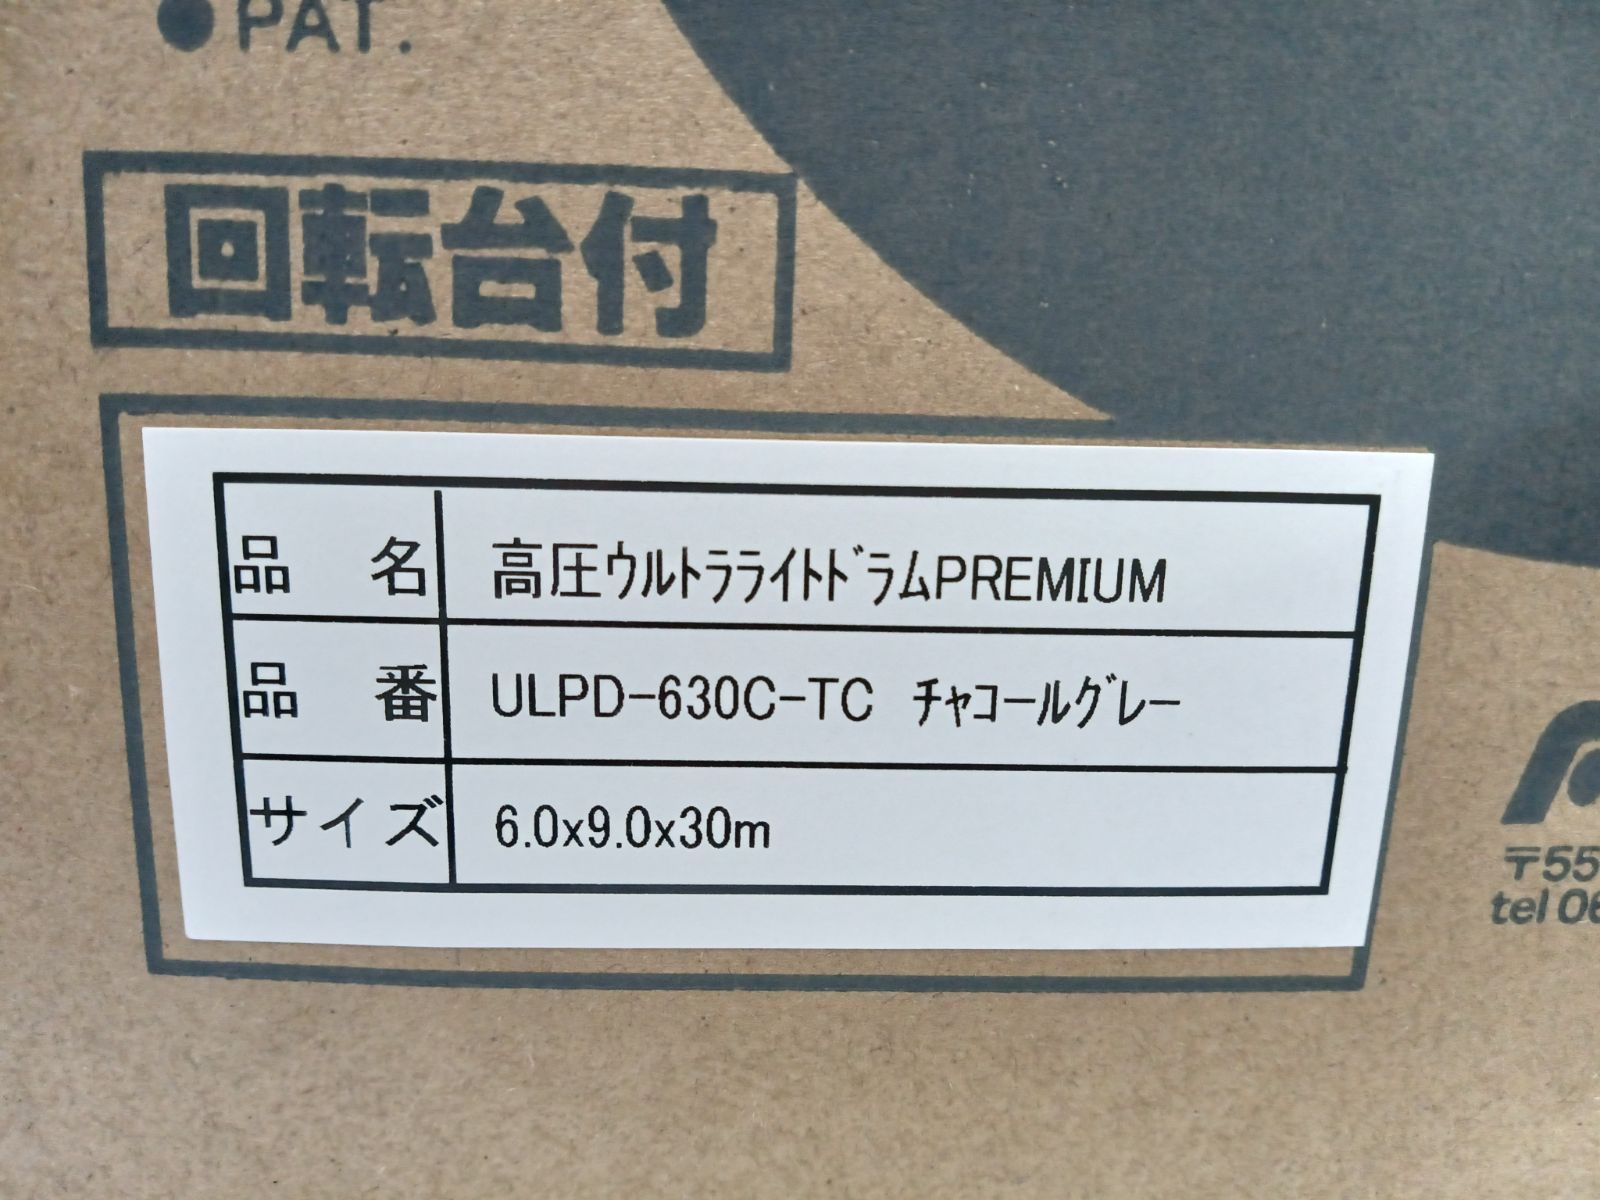 ●PAT.
回転台付
品名 高圧ｳﾙﾄﾗﾗｲﾄﾄﾞﾗﾑPREMIUM
品番 ULPD-630C-TC ﾁｬｺｰﾙｸﾞﾚｰ
サイズ 6.0x9.0x30m
〒55
tel 06